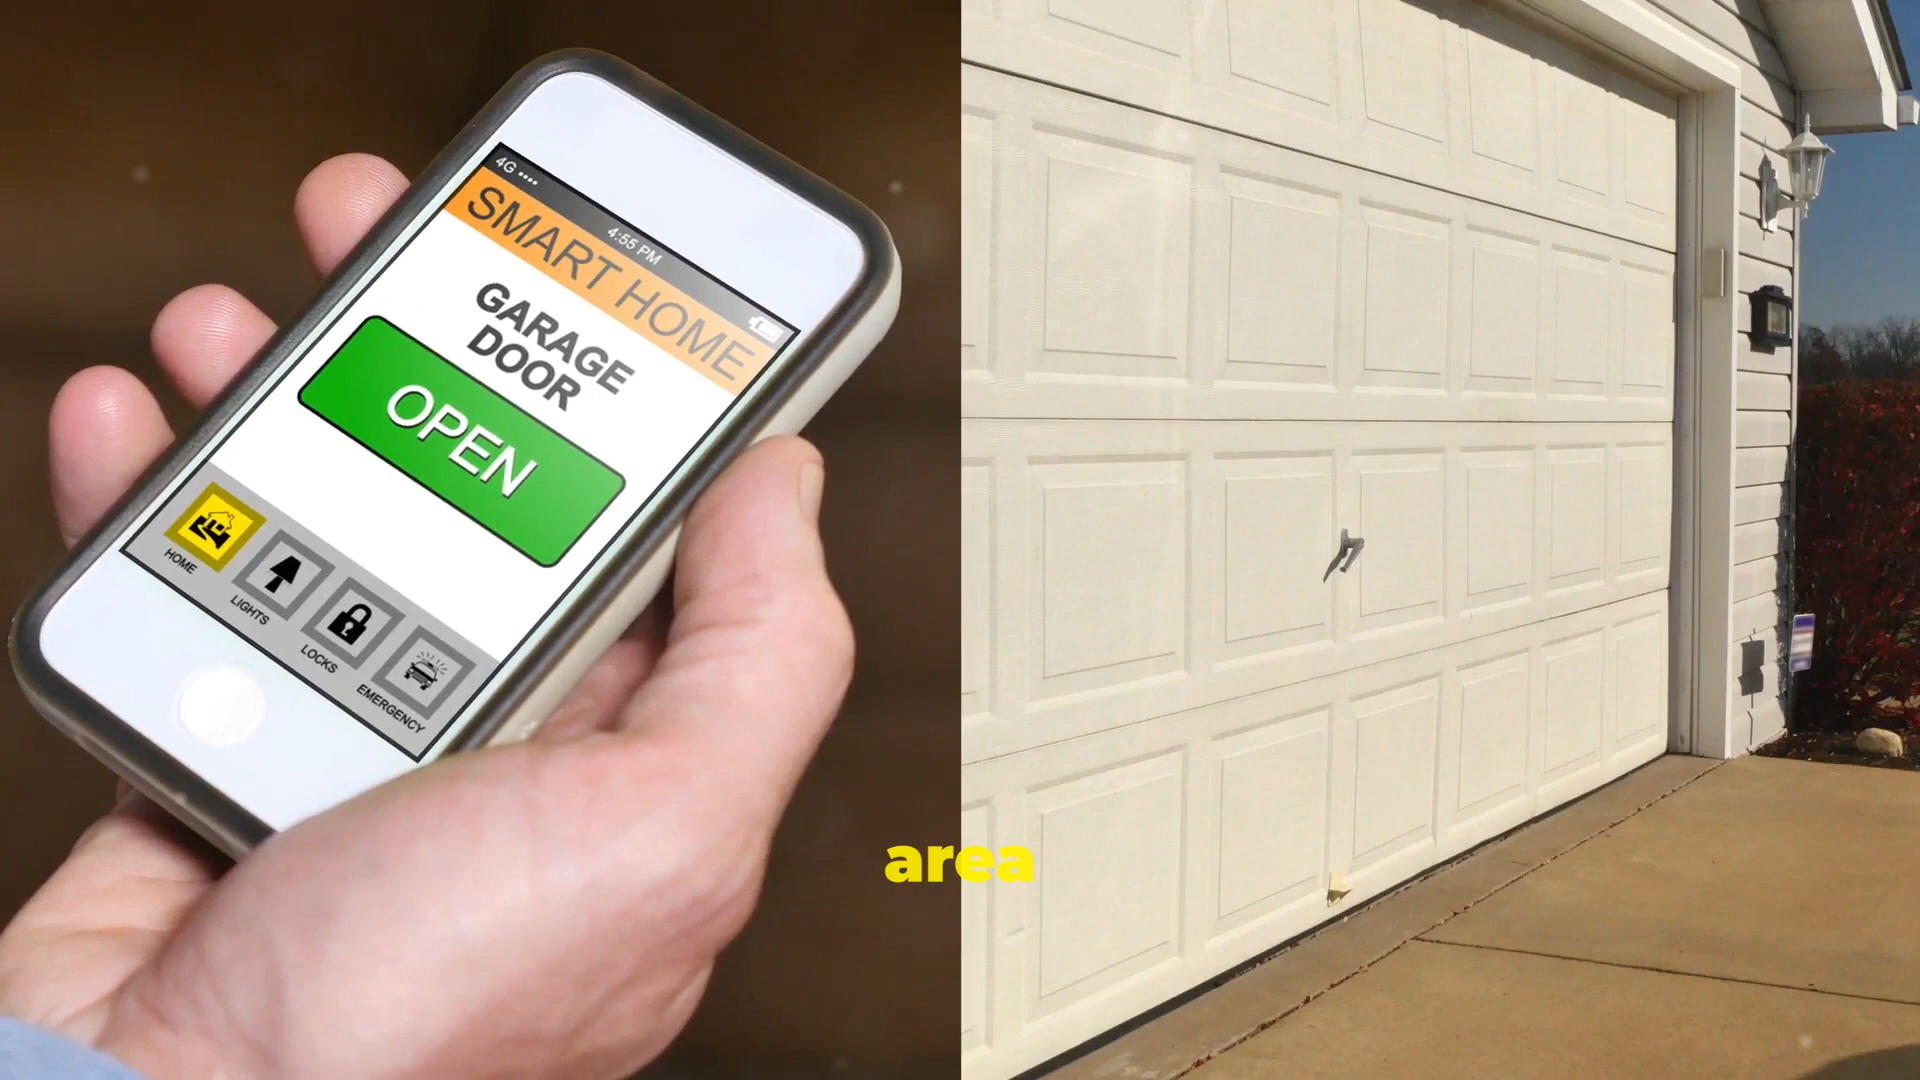 4G
4:55 PM
SMART HOME
GARAGE
DOOR
OPEN
HOME
LIGHTS
LOCKS
EMERGENCY
area